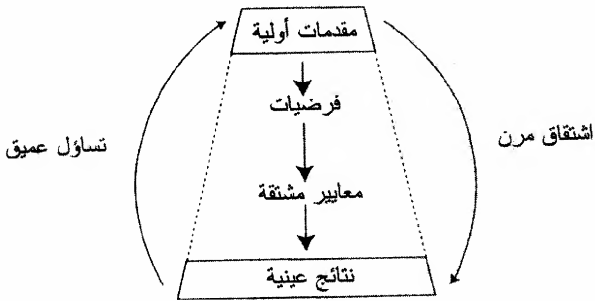 مقدمات أولية
فرضيات
اشتقاق مرن
تساؤل عميق
معايير مشتقة
نتائج عينية